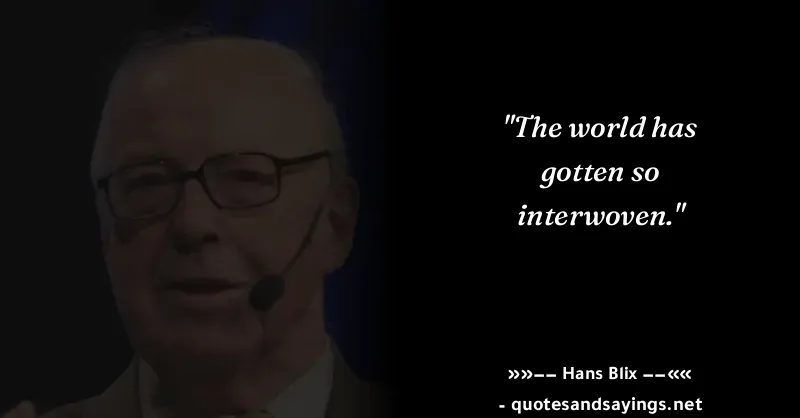 "The world has
gotten so
interwoven."
»»–– Hans Blix ––««
- quotesandsayings.net